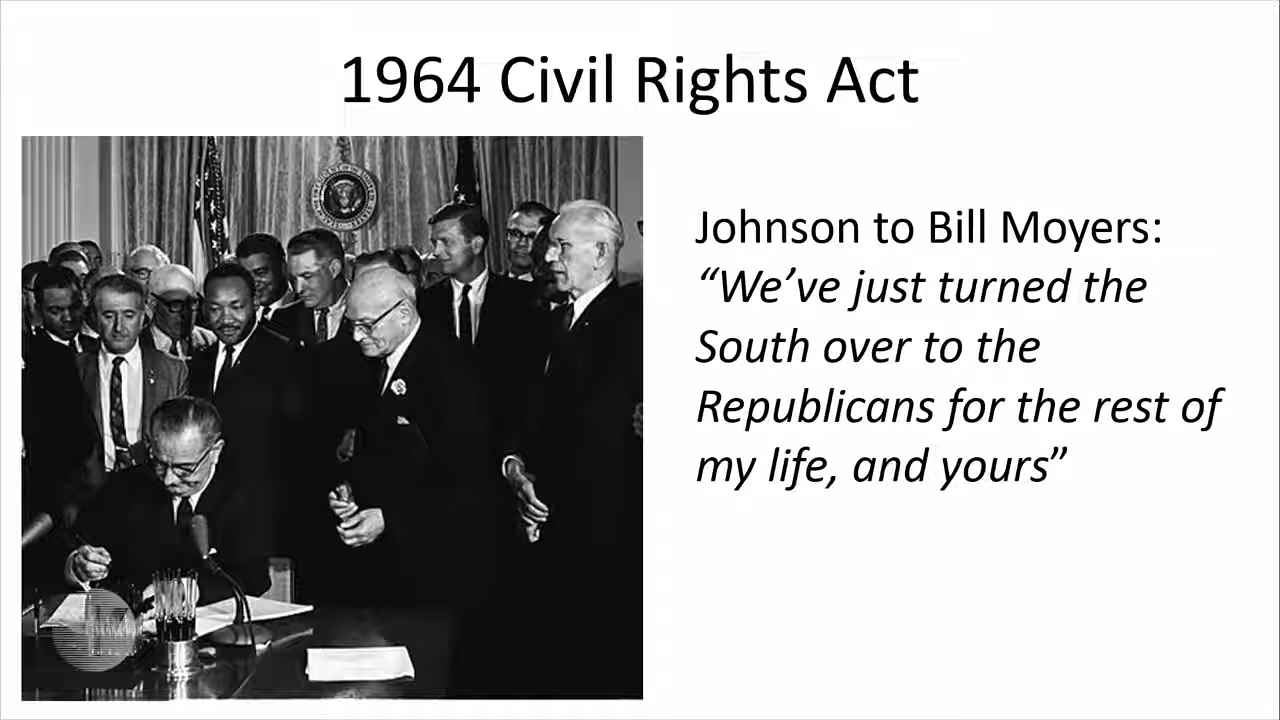 1964 Civil Rights Act
Johnson to Bill Moyers:
“We’ve just turned the
South over to the
Republicans for the rest of
my life, and yours”